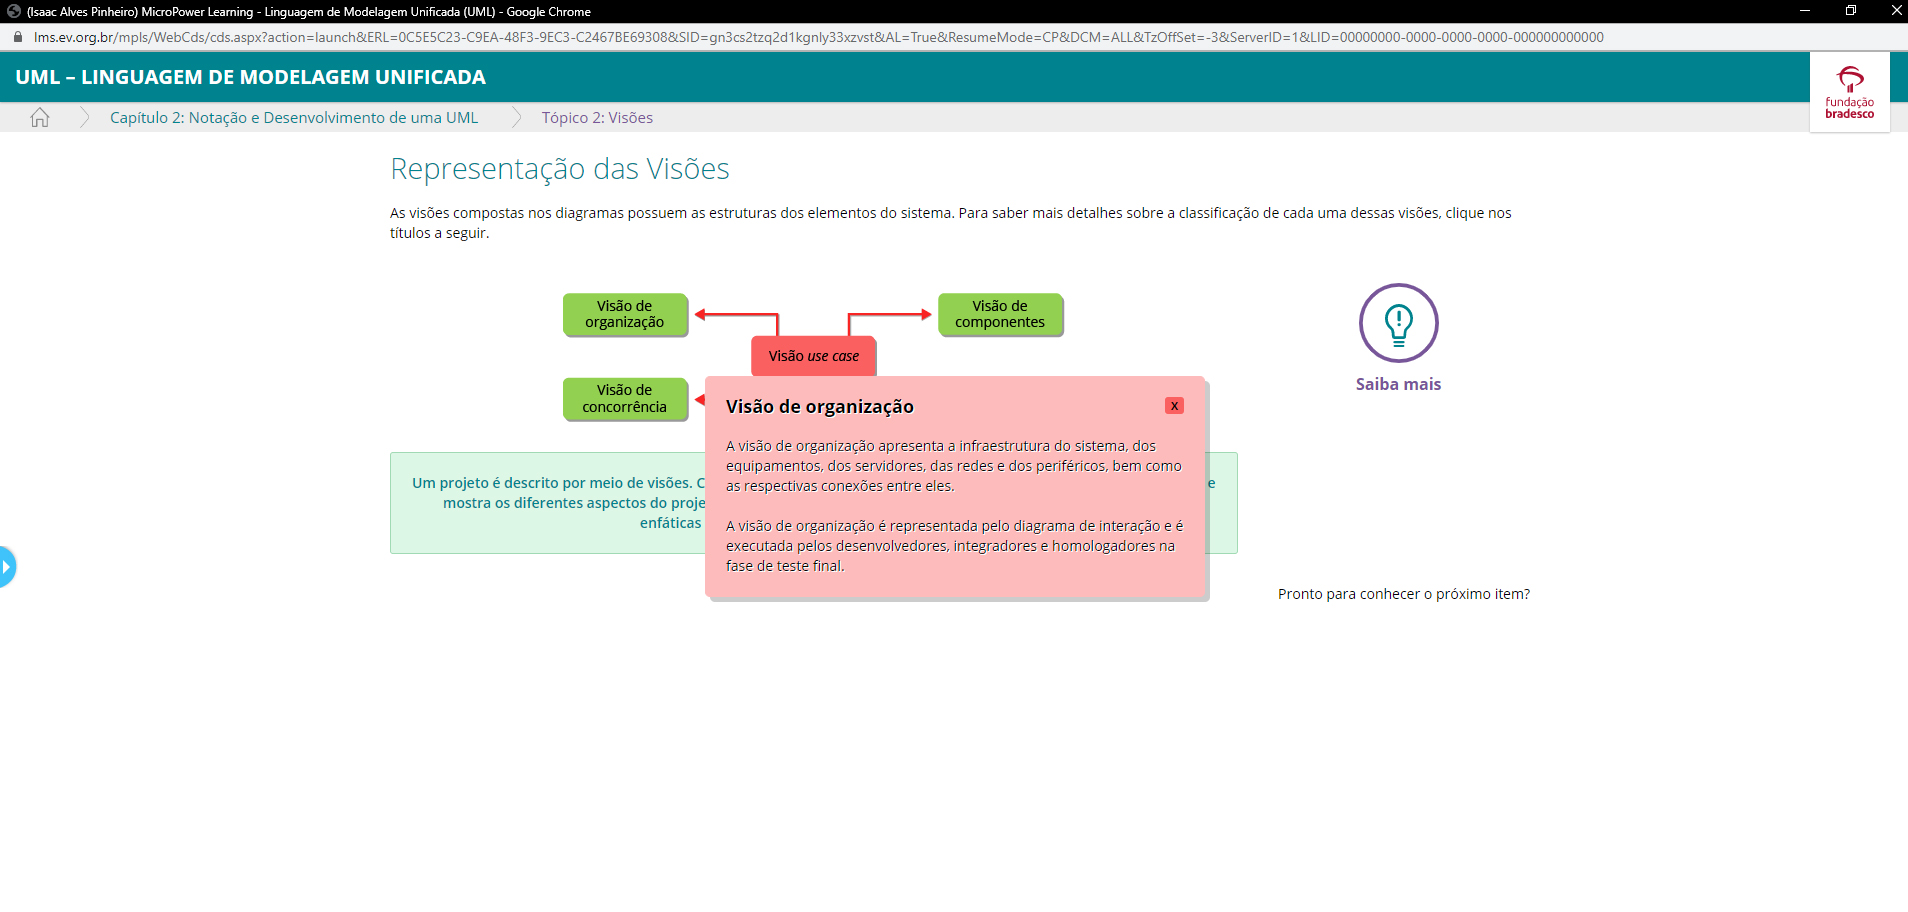 (Isaac Alves Pinheiro) MicroPower Learning - Linguagem de Modelagem Unificada (UML) - Google Chrome
lms.ev.org.br/mpls/WebCds/cds.aspx?action=launch&ERL=0C5E5C23-C9EA-48F3-9EC3-C2467BE69308&SID=gn3cs2tzq2d1kgnly33xzvst&AL=True&ResumeMode=CP&DCM=ALL&TzOffSet=-3&ServerID=1&LID=00000000-0000-0000-0000-000000000000
UML – LINGUAGEM DE MODELAGEM UNIFICADA
fundação
bradesco
Capítulo 2: Notação e Desenvolvimento de uma UML
Tópico 2: Visões
Representação das Visões
As visões compostas nos diagramas possuem as estruturas dos elementos do sistema. Para saber mais detalhes sobre a classificação de cada uma dessas visões, clique nos
títulos a seguir.
Visão de
organização
Visão de
componentes
Visão use case
Visão de
concorrência
Saiba mais
Visão de organização
X
A visão de organização apresenta a infraestrutura do sistema, dos
equipamentos, dos servidores, das redes e dos periféricos, bem como
as respectivas conexões entre eles.
A visão de organização é representada pelo diagrama de interação e é
executada pelos desenvolvedores, integradores e homologadores na
fase de teste final.
Um projeto é descrito por meio de visões. C e
mostra os diferentes aspectos do proje
enfáticas
Pronto para conhecer o próximo item?